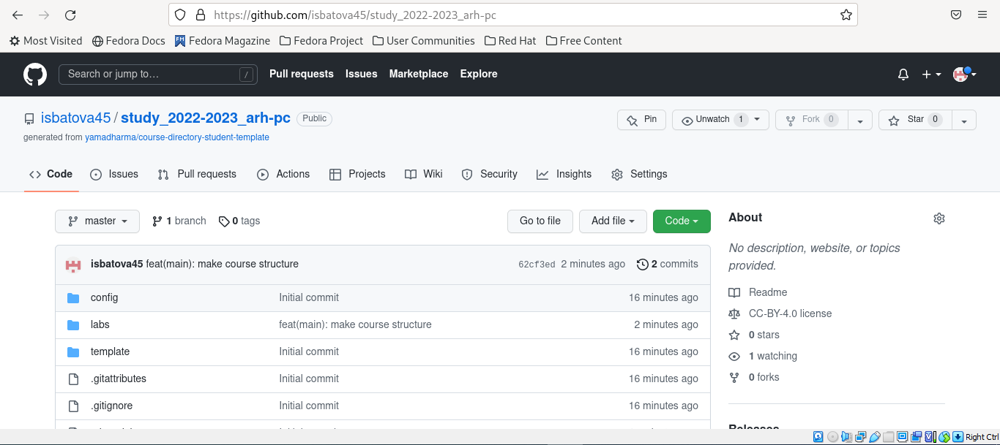 https://github.com/isbatova45/study_2022-2023_arh-pc
Most Visited Fedora Docs Fedora Magazine Fedora Project User Communities Red Hat Free Content
Search or jump to… / Pull requests Issues Marketplace Explore
isbatova45 / study_2022-2023_arh-pc Public Pin Unwatch 1 Fork 0 Star 0
generated from yamadharma/course-directory-student-template
Code Issues Pull requests Actions Projects Wiki Security Insights Settings
master 1 branch 0 tags Go to file Add file Code
isbatova45 feat(main): make course structure 62cf3ed 2 minutes ago 2 commits
config Initial commit 16 minutes ago
labs feat(main): make course structure 2 minutes ago
template Initial commit 16 minutes ago
.gitattributes Initial commit 16 minutes ago
.gitignore Initial commit 16 minutes ago
About
No description, website, or topics
provided.
Readme
CC-BY-4.0 license
0 stars
1 watching
0 forks
Releases
Right Ctrl